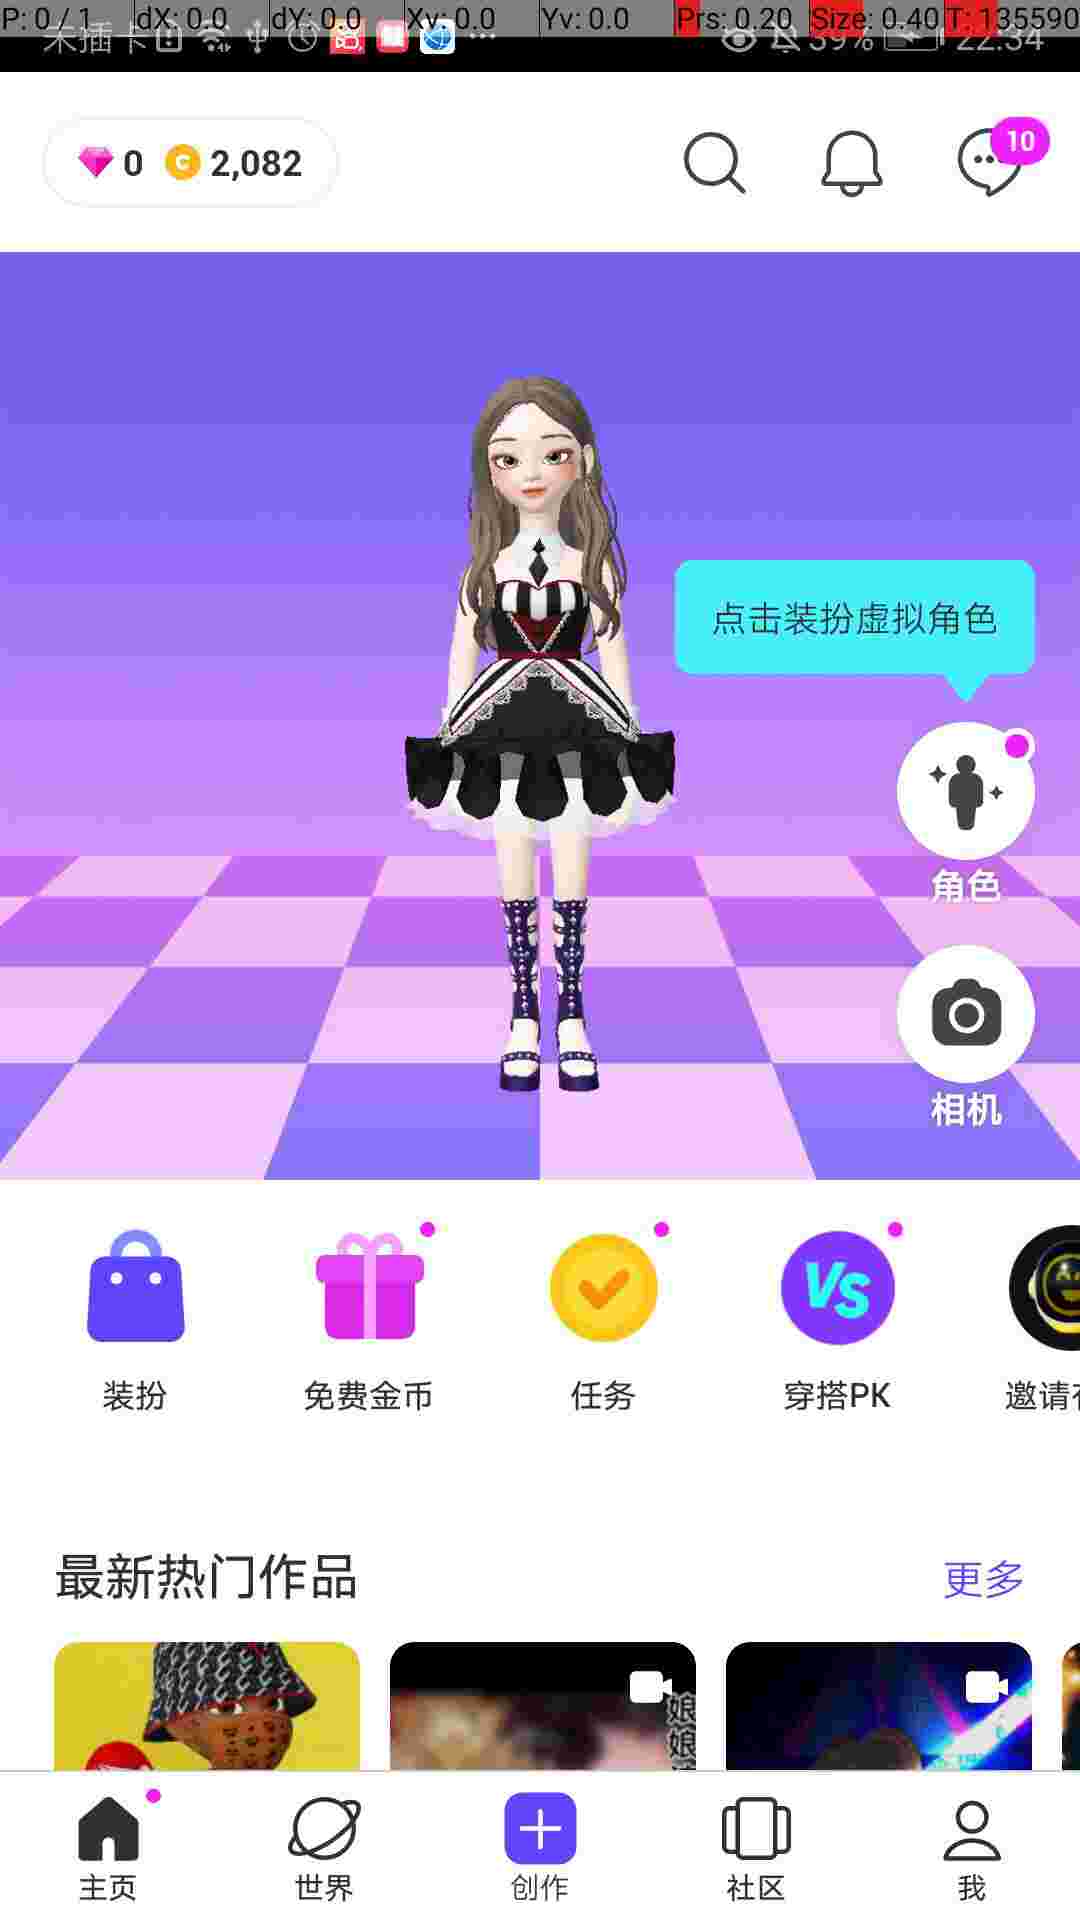 P: 0 / 1 dX: 0.0 dY: 0.0 Xv: 0.0 Yv: 0.0 Prs: 0.20 Size: 0.40 T: 135590
未插卡 39% 22:34
0 2,082 10
点击装扮虚拟角色
角色
相机
装扮 免费金币 任务 穿搭PK 邀请
VS
最新热门作品 更多
娘娘
主页 世界 创作 社区 我